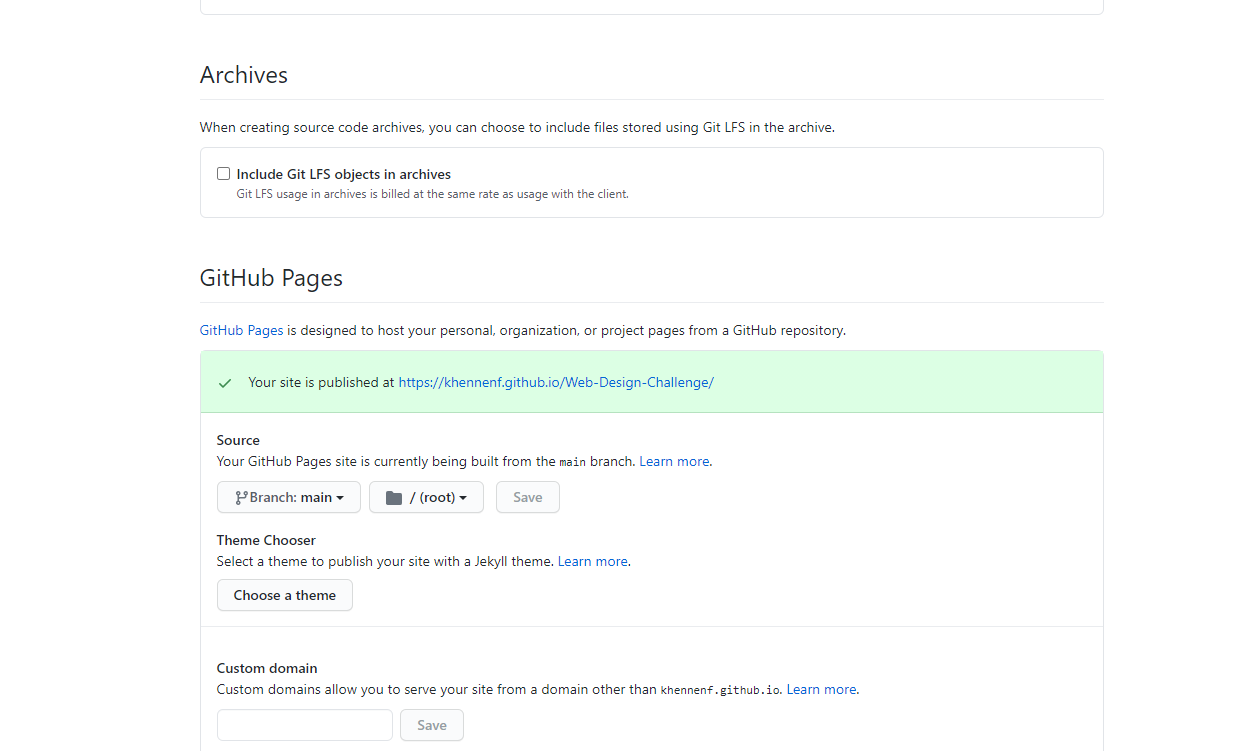 Archives
When creating source code archives, you can choose to include files stored using Git LFS in the archive.
Include Git LFS objects in archives
Git LFS usage in archives is billed at the same rate as usage with the client.
GitHub Pages
GitHub Pages is designed to host your personal, organization, or project pages from a GitHub repository.
Your site is published at https://khennenf.github.io/Web-Design-Challenge/
Source
Your GitHub Pages site is currently being built from the main branch. Learn more.
Branch: main / (root) Save
Theme Chooser
Select a theme to publish your site with a Jekyll theme. Learn more.
Choose a theme
Custom domain
Custom domains allow you to serve your site from a domain other than khennenf.github.io. Learn more.
Save